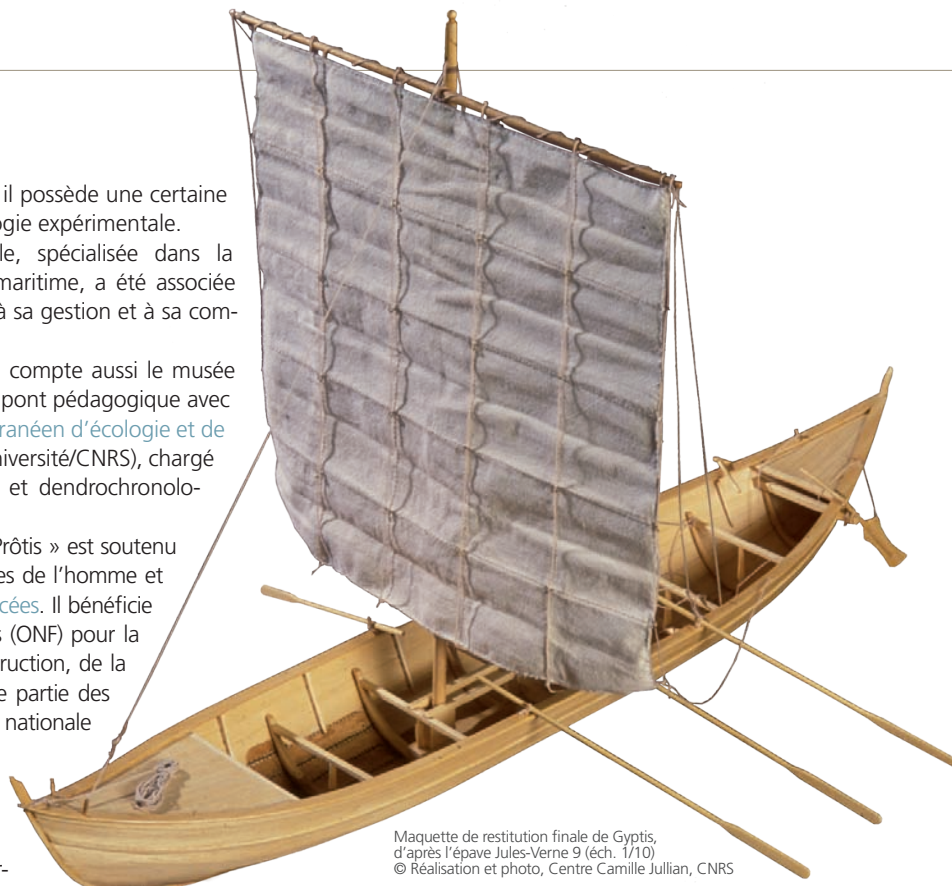 il possède une certaine
ogie expérimentale.
le, spécialisée dans la
maritime, a été associée
à sa gestion et à sa com-
compte aussi le musée
pont pédagogique avec
ranéen d'écologie et de
niversité/CNRS), chargé
et dendrochronolo-
Prôtis » est soutenu
es de l'homme et
cées. Il bénéficie
s (ONF) pour la
ruction, de la
e partie des
nationale
r-
Maquette de restitution finale de Gyptis,
d'après l'épave Jules-Verne 9 (éch. 1/10)
© Réalisation et photo, Centre Camille Jullian, CNRS